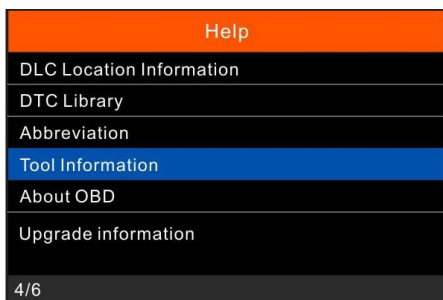 Help
DLC Location Information
DTC Library
Abbreviation
Tool Information
About OBD
Upgrade information
4/6